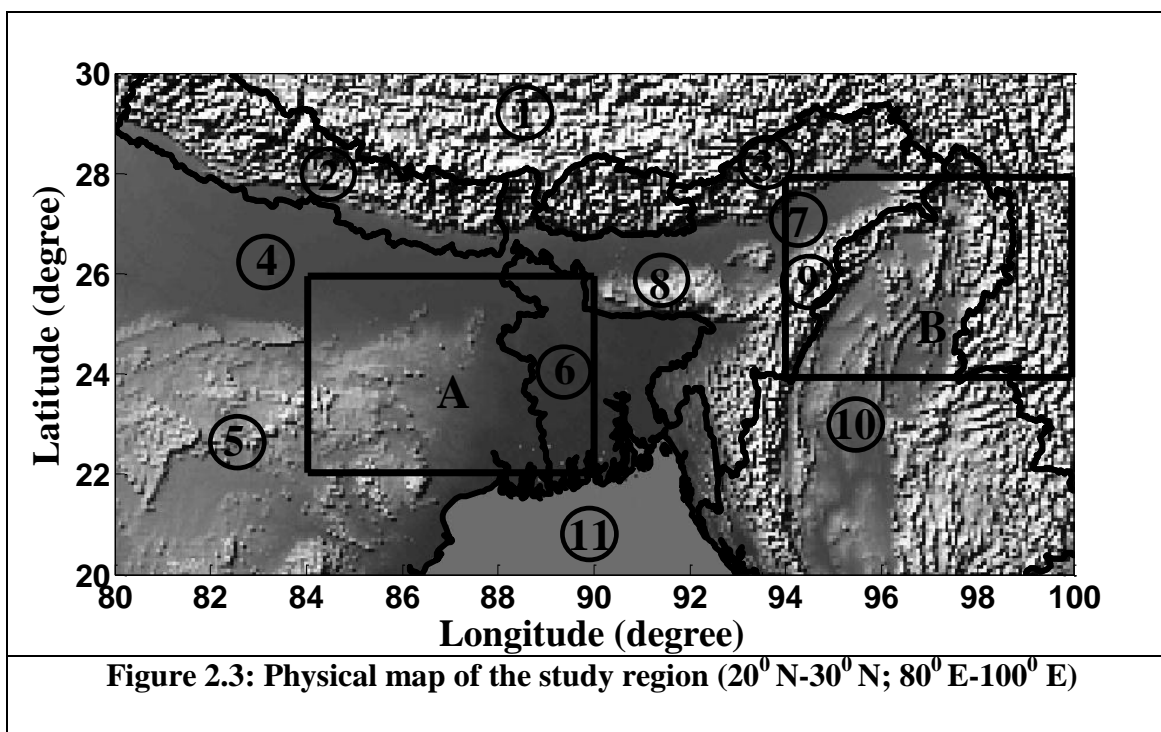 30
28
26
24
22
20
80 82 84 86 88 90 92 94 96 98 100
Latitude (degree)
Longitude (degree)
1
2
3
4
7
8
9
B
6
A
5
10
11
Figure 2.3: Physical map of the study region (20⁰ N-30⁰ N; 80⁰ E-100⁰ E)